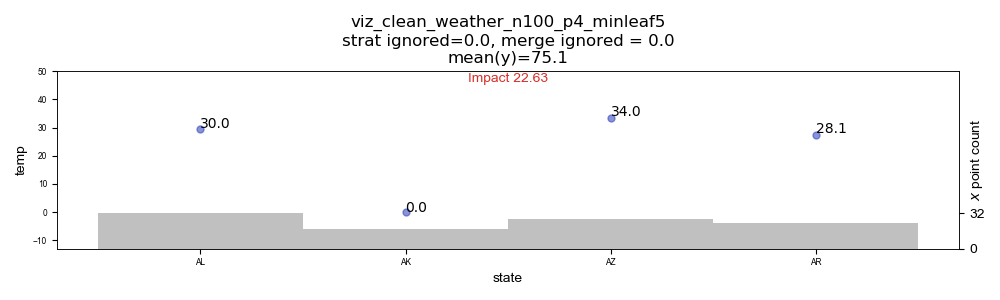 viz_clean_weather_n100_p4_minleaf5
strat ignored=0.0, merge ignored = 0.0
mean(y)=75.1
Impact 22.63
50
40
30
20
10
0
−10
temp
30.0
0.0
34.0
28.1
32
0
x point count
AL
AK
AZ
AR
state